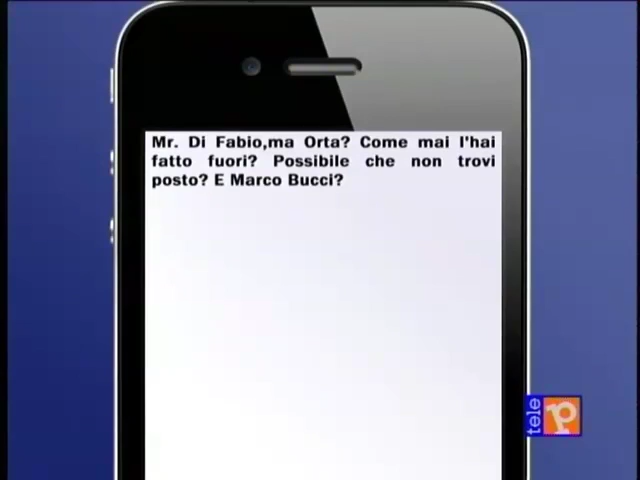 Mr. Di Fabio,ma Orta? Come mai l'hai
fatto fuori? Possibile che non trovi
posto? E Marco Bucci?
tele p